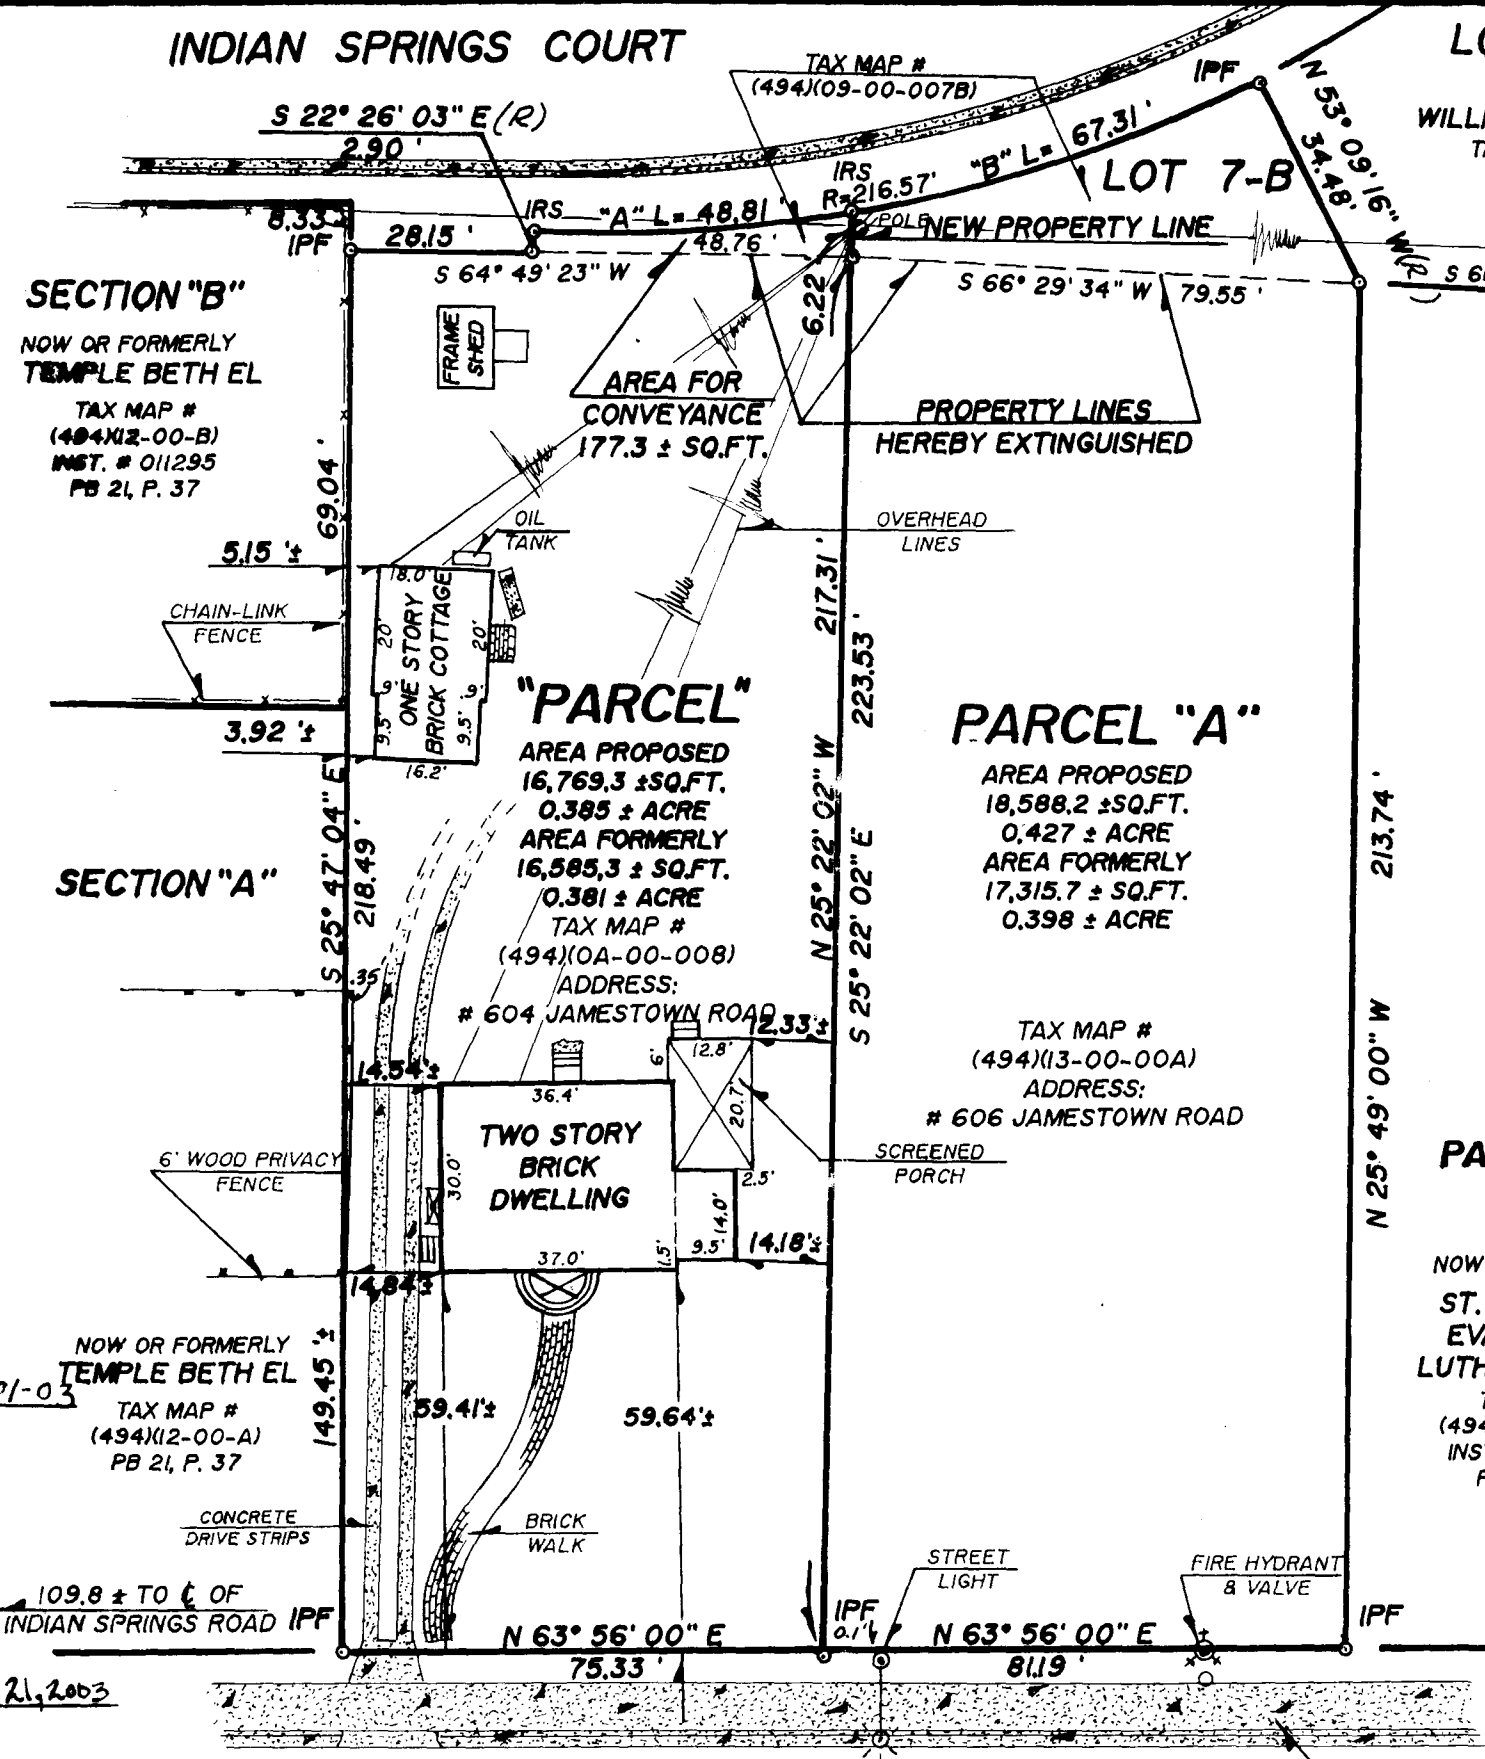 INDIAN SPRINGS COURT
TAX MAP #
(494)(09-00-007B)
S 22° 26' 03" E (R)
2.90 '
IPF
N 53° 09' 16" W (R)
34.48'
8.33'
IPF
28.15 '
IRS
"A" L= 48.81 '
IRS
R=216.57'
"B" L= 67.31 '
LOT 7-B
POLE
NEW PROPERTY LINE
48.76 '
S 64° 49' 23" W
6.22
S 66° 29' 34" W 79.55 '
SECTION "B"
NOW OR FORMERLY
TEMPLE BETH EL
TAX MAP #
(494)(12-00-B)
INST. # 011295
PB 21, P. 37
FRAME
SHED
AREA FOR
CONVEYANCE
177.3 ± SQ.FT.
PROPERTY LINES
HEREBY EXTINGUISHED
69.04 '
OIL
TANK
OVERHEAD
LINES
5.15 '±
CHAIN-LINK
FENCE
3.92 '±
18.0'
20'
20'
9'
9'
9.5'
9.5'
16.2'
ONE STORY
BRICK COTTAGE
217.31 '
223.53 '
"PARCEL"
AREA PROPOSED
16,769.3 ±SQ.FT.
0.385 ± ACRE
AREA FORMERLY
16,585.3 ± SQ.FT.
0.381 ± ACRE
TAX MAP #
(494)(0A-00-008)
ADDRESS:
# 604 JAMESTOWN ROAD
PARCEL "A"
AREA PROPOSED
18,588.2 ±SQ.FT.
0.427 ± ACRE
AREA FORMERLY
17,315.7 ± SQ.FT.
0.398 ± ACRE
TAX MAP #
(494)(13-00-00A)
ADDRESS:
# 606 JAMESTOWN ROAD
S 25° 47' 04" E
218.49 '
N 25° 22' 02" W
S 25° 22' 02" E
213.74 '
N 25° 49' 00" W
SECTION "A"
.35
12.33'±
14.54'±
36.4'
6'
12.8'
20.7'
TWO STORY
BRICK
DWELLING
30.0'
37.0'
1.5'
2.5'
14.0'
9.5'
14.18'±
SCREENED
PORCH
6' WOOD PRIVACY
FENCE
14.84'±
NOW OR FORMERLY
TEMPLE BETH EL
TAX MAP #
(494)(12-00-A)
PB 21, P. 37
149.45 '±
59.41'±
59.64'±
CONCRETE
DRIVE STRIPS
BRICK
WALK
STREET
LIGHT
FIRE HYDRANT
& VALVE
109.8 ± TO ℄ OF
INDIAN SPRINGS ROAD
IPF
N 63° 56' 00" E
75.33 '
IPF
0.1'
N 63° 56' 00" E
81.19 '
IPF
21, 2003
NOW
ST.